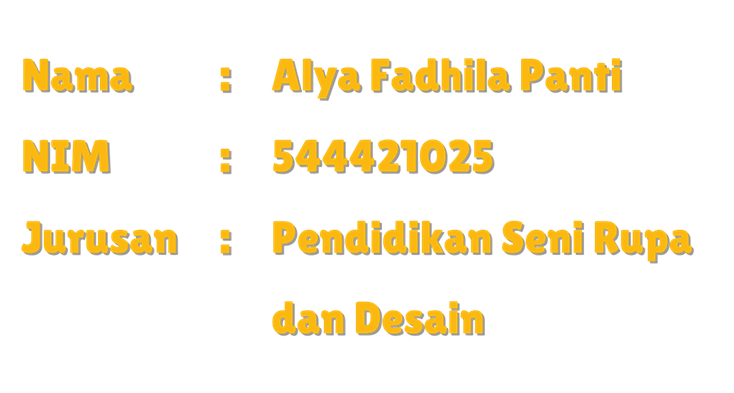 Nama : Alya Fadhila Panti
NIM : 544421025
Jurusan : Pendidikan Seni Rupa
dan Desain